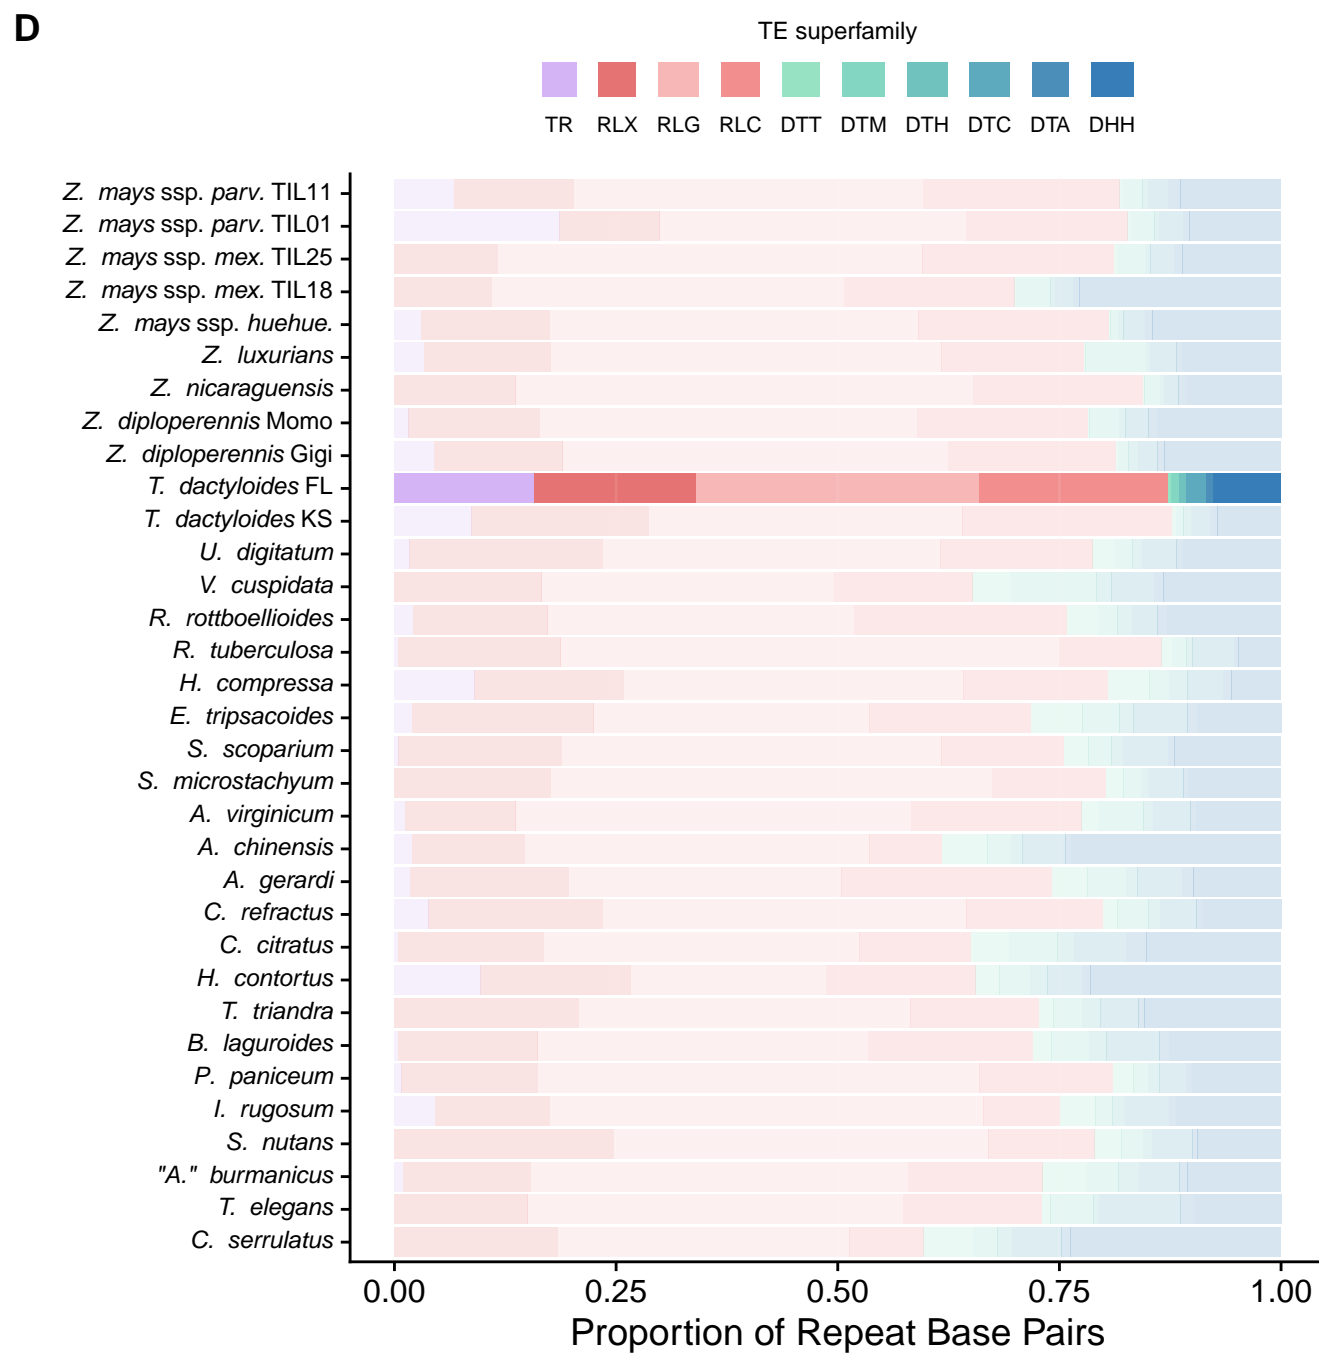 D
TE superfamily
TR RLX RLG RLC DTT DTM DTH DTC DTA DHH
Z. mays ssp. parv. TIL11
Z. mays ssp. parv. TIL01
Z. mays ssp. mex. TIL25
Z. mays ssp. mex. TIL18
Z. mays ssp. huehue.
Z. luxurians
Z. nicaraguensis
Z. diploperennis Momo
Z. diploperennis Gigi
T. dactyloides FL
T. dactyloides KS
U. digitatum
V. cuspidata
R. rottboellioides
R. tuberculosa
H. compressa
E. tripsacoides
S. scoparium
S. microstachyum
A. virginicum
A. chinensis
A. gerardi
C. refractus
C. citratus
H. contortus
T. triandra
B. laguroides
P. paniceum
I. rugosum
S. nutans
"A." burmanicus
T. elegans
C. serrulatus
0.00 0.25 0.50 0.75 1.00
Proportion of Repeat Base Pairs